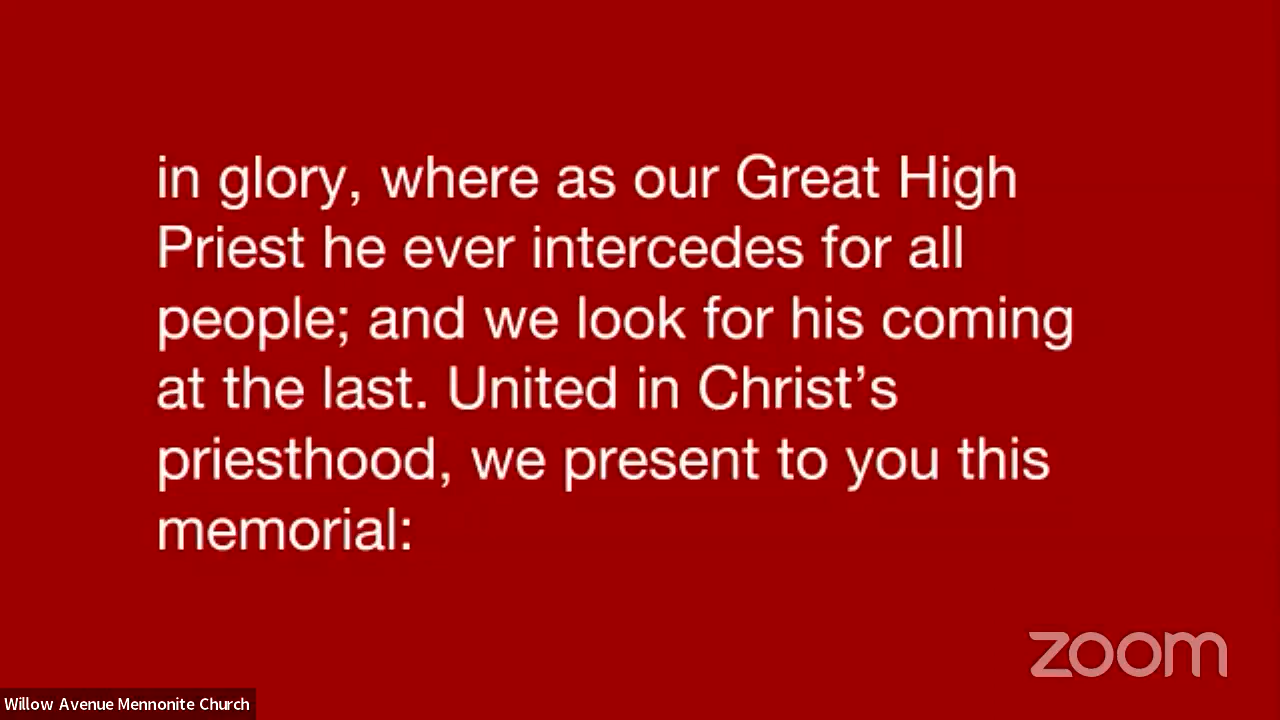 in glory, where as our Great High
Priest he ever intercedes for all
people; and we look for his coming
at the last. United in Christ’s
priesthood, we present to you this
memorial:
zoom
Willow Avenue Mennonite Church